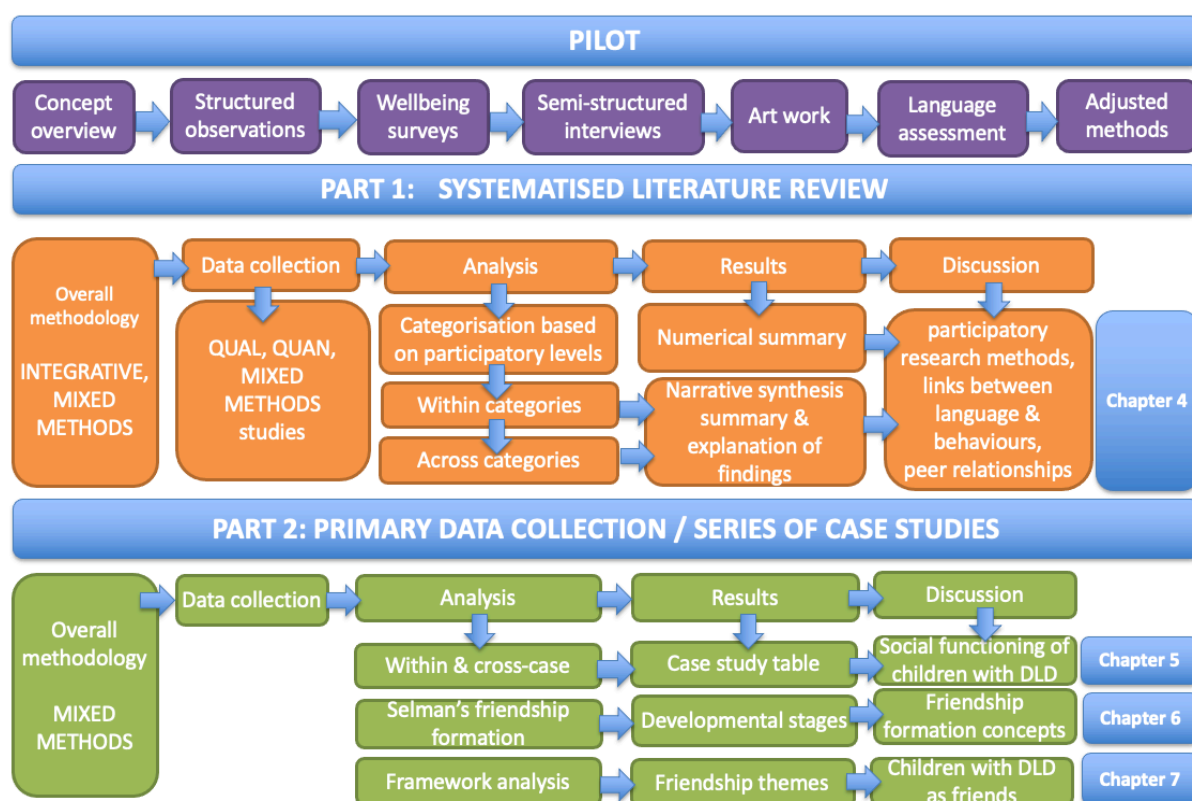 PILOT
Concept
overview
Structured
observations
Wellbeing
surveys
Semi-structured
interviews
Art work
Language
assessment
Adjusted
methods
PART 1: SYSTEMATISED LITERATURE REVIEW
Overall
methodology
INTEGRATIVE,
MIXED
METHODS
Data collection
QUAL, QUAN,
MIXED
METHODS
studies
Analysis
Categorisation based
on participatory levels
Within categories
Across categories
Results
Numerical summary
Narrative synthesis
summary &
explanation of
findings
Discussion
participatory
research methods,
links between
language &
behaviours,
peer relationships
Chapter 4
PART 2: PRIMARY DATA COLLECTION / SERIES OF CASE STUDIES
Overall
methodology
MIXED
METHODS
Data collection
Analysis
Results
Discussion
Within & cross-case
Case study table
Social functioning of
children with DLD
Chapter 5
Selman's friendship
formation
Developmental stages
Friendship
formation concepts
Chapter 6
Framework analysis
Friendship themes
Children with DLD
as friends
Chapter 7